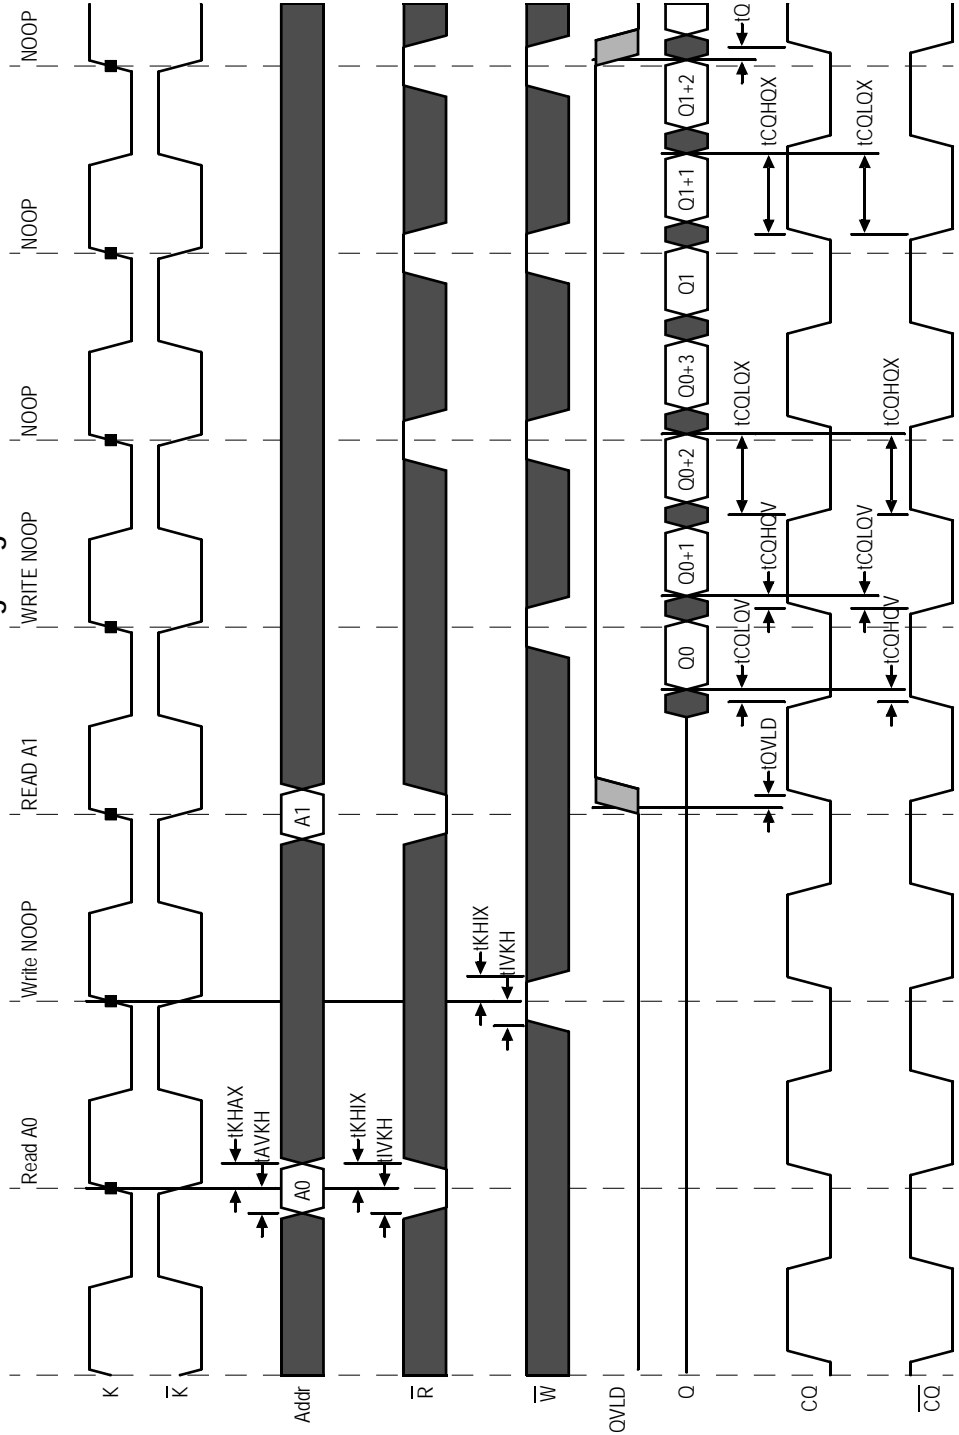 Read A0
Write NOOP
READ A1
WRITE NOOP
NOOP
NOOP
NOOP
K
K̅
tKHAX
tAVKH
Addr
A0
A1
tKHIX
tIVKH
R̅
tKHIX
tIVKH
W̅
QVLD
Q
Q0
Q0+1
Q0+2
Q0+3
Q1
Q1+1
Q1+2
tCQLQV
tCQLQX
tQ
tQVLD
tCQHQV
tCQHQX
CQ
tCQLQV
tCQLQX
tCQHQV
tCQHQX
C̅Q̅